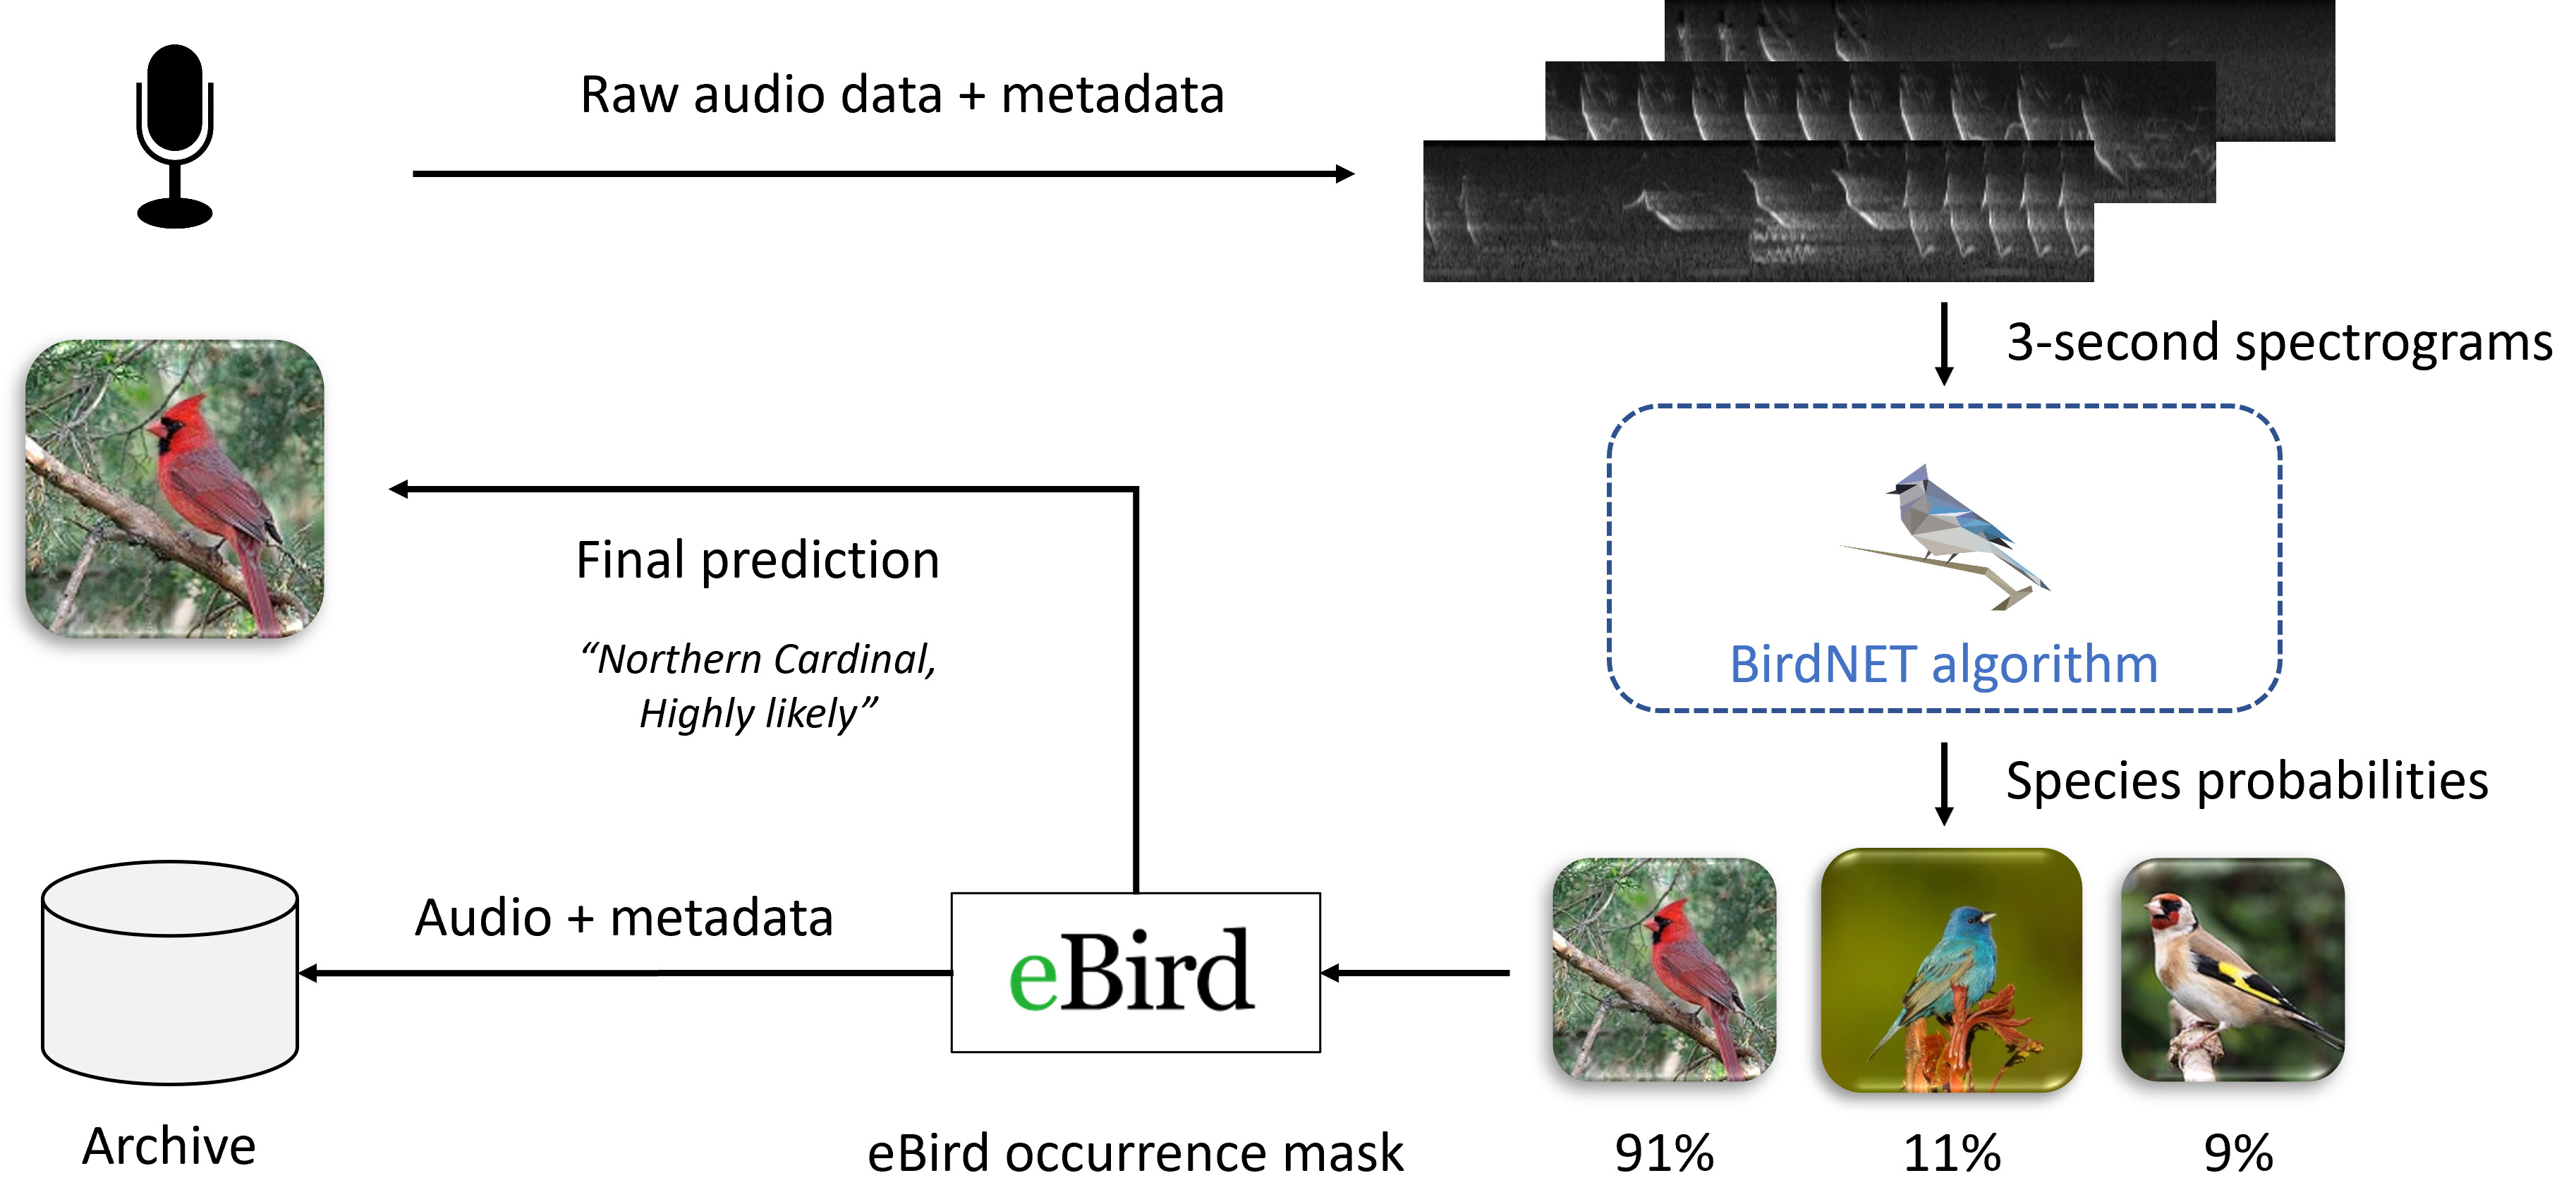 Raw audio data + metadata
3-second spectrograms
BirdNET algorithm
Final prediction
“Northern Cardinal,
Highly likely”
Species probabilities
Audio + metadata
eBird
Archive
eBird occurrence mask
91%
11%
9%